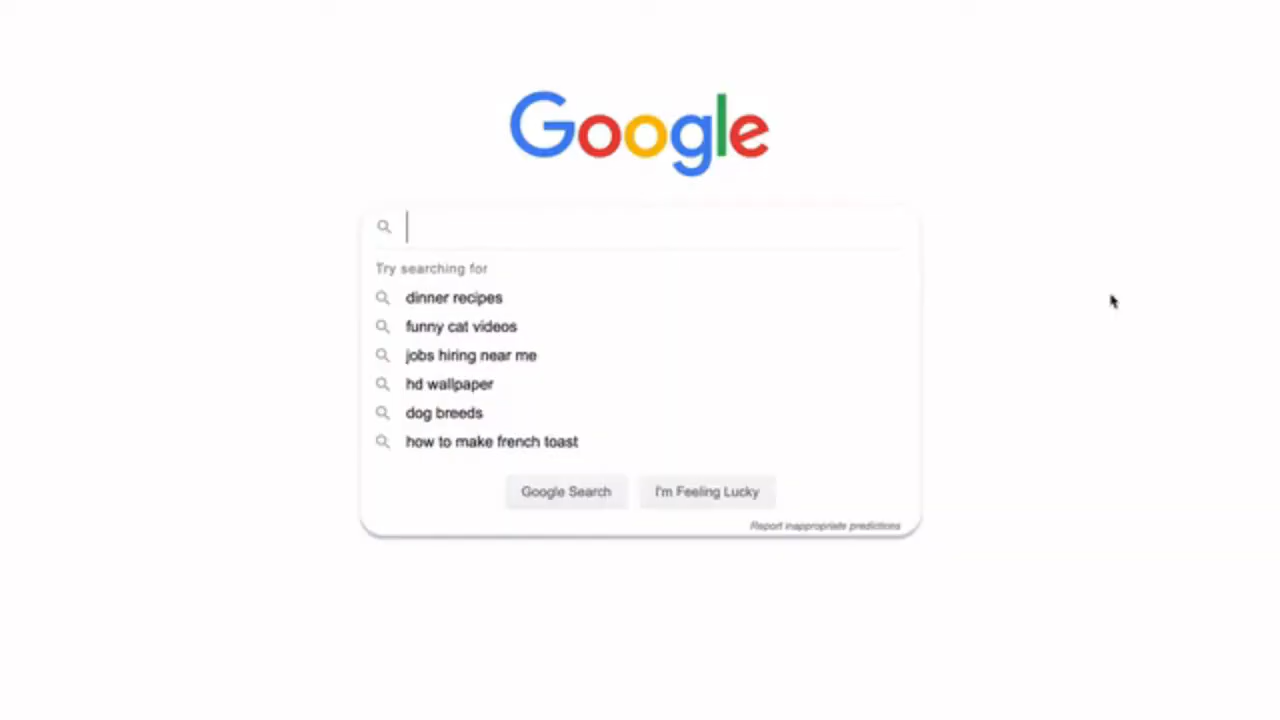 Google
Try searching for
dinner recipes
funny cat videos
jobs hiring near me
hd wallpaper
dog breeds
how to make french toast
Google Search
I'm Feeling Lucky
Report inappropriate predictions